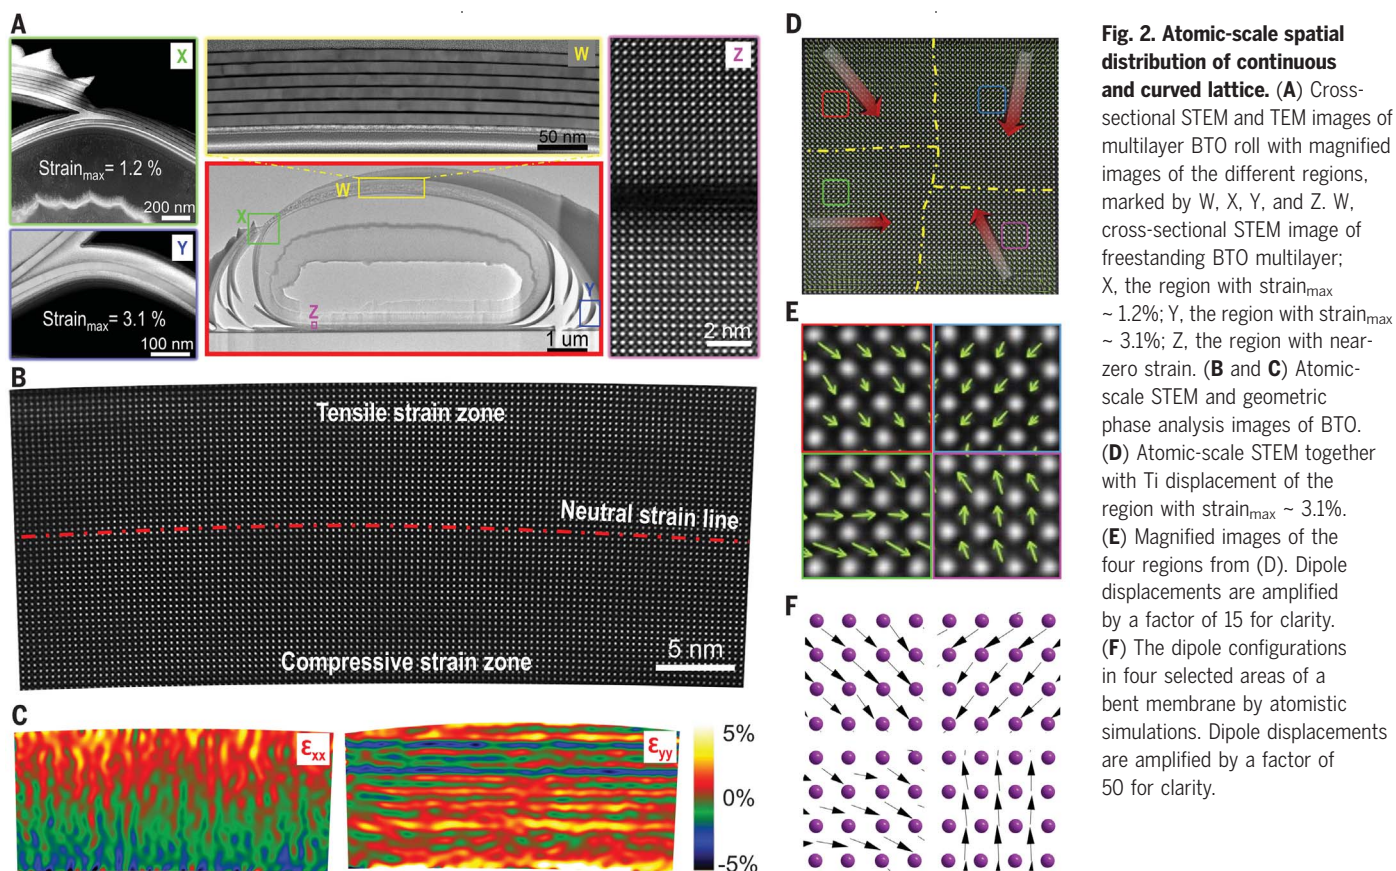 A
X
Strain_max = 1.2 %
200 nm
Y
Strain_max = 3.1 %
100 nm
W
50 nm
W
X
Y
Z
1 um
Z
2 nm
B
Tensile strain zone
Neutral strain line
Compressive strain zone
5 nm
C
εxx
εyy
5%
0%
-5%
D
E
F
Fig. 2. Atomic-scale spatial
distribution of continuous
and curved lattice. (A) Cross-
sectional STEM and TEM images of
multilayer BTO roll with magnified
images of the different regions,
marked by W, X, Y, and Z. W,
cross-sectional STEM image of
freestanding BTO multilayer;
X, the region with strain_max
~ 1.2%; Y, the region with strain_max
~ 3.1%; Z, the region with near-
zero strain. (B and C) Atomic-
scale STEM and geometric
phase analysis images of BTO.
(D) Atomic-scale STEM together
with Ti displacement of the
region with strain_max ~ 3.1%.
(E) Magnified images of the
four regions from (D). Dipole
displacements are amplified
by a factor of 15 for clarity.
(F) The dipole configurations
in four selected areas of a
bent membrane by atomistic
simulations. Dipole displacements
are amplified by a factor of
50 for clarity.